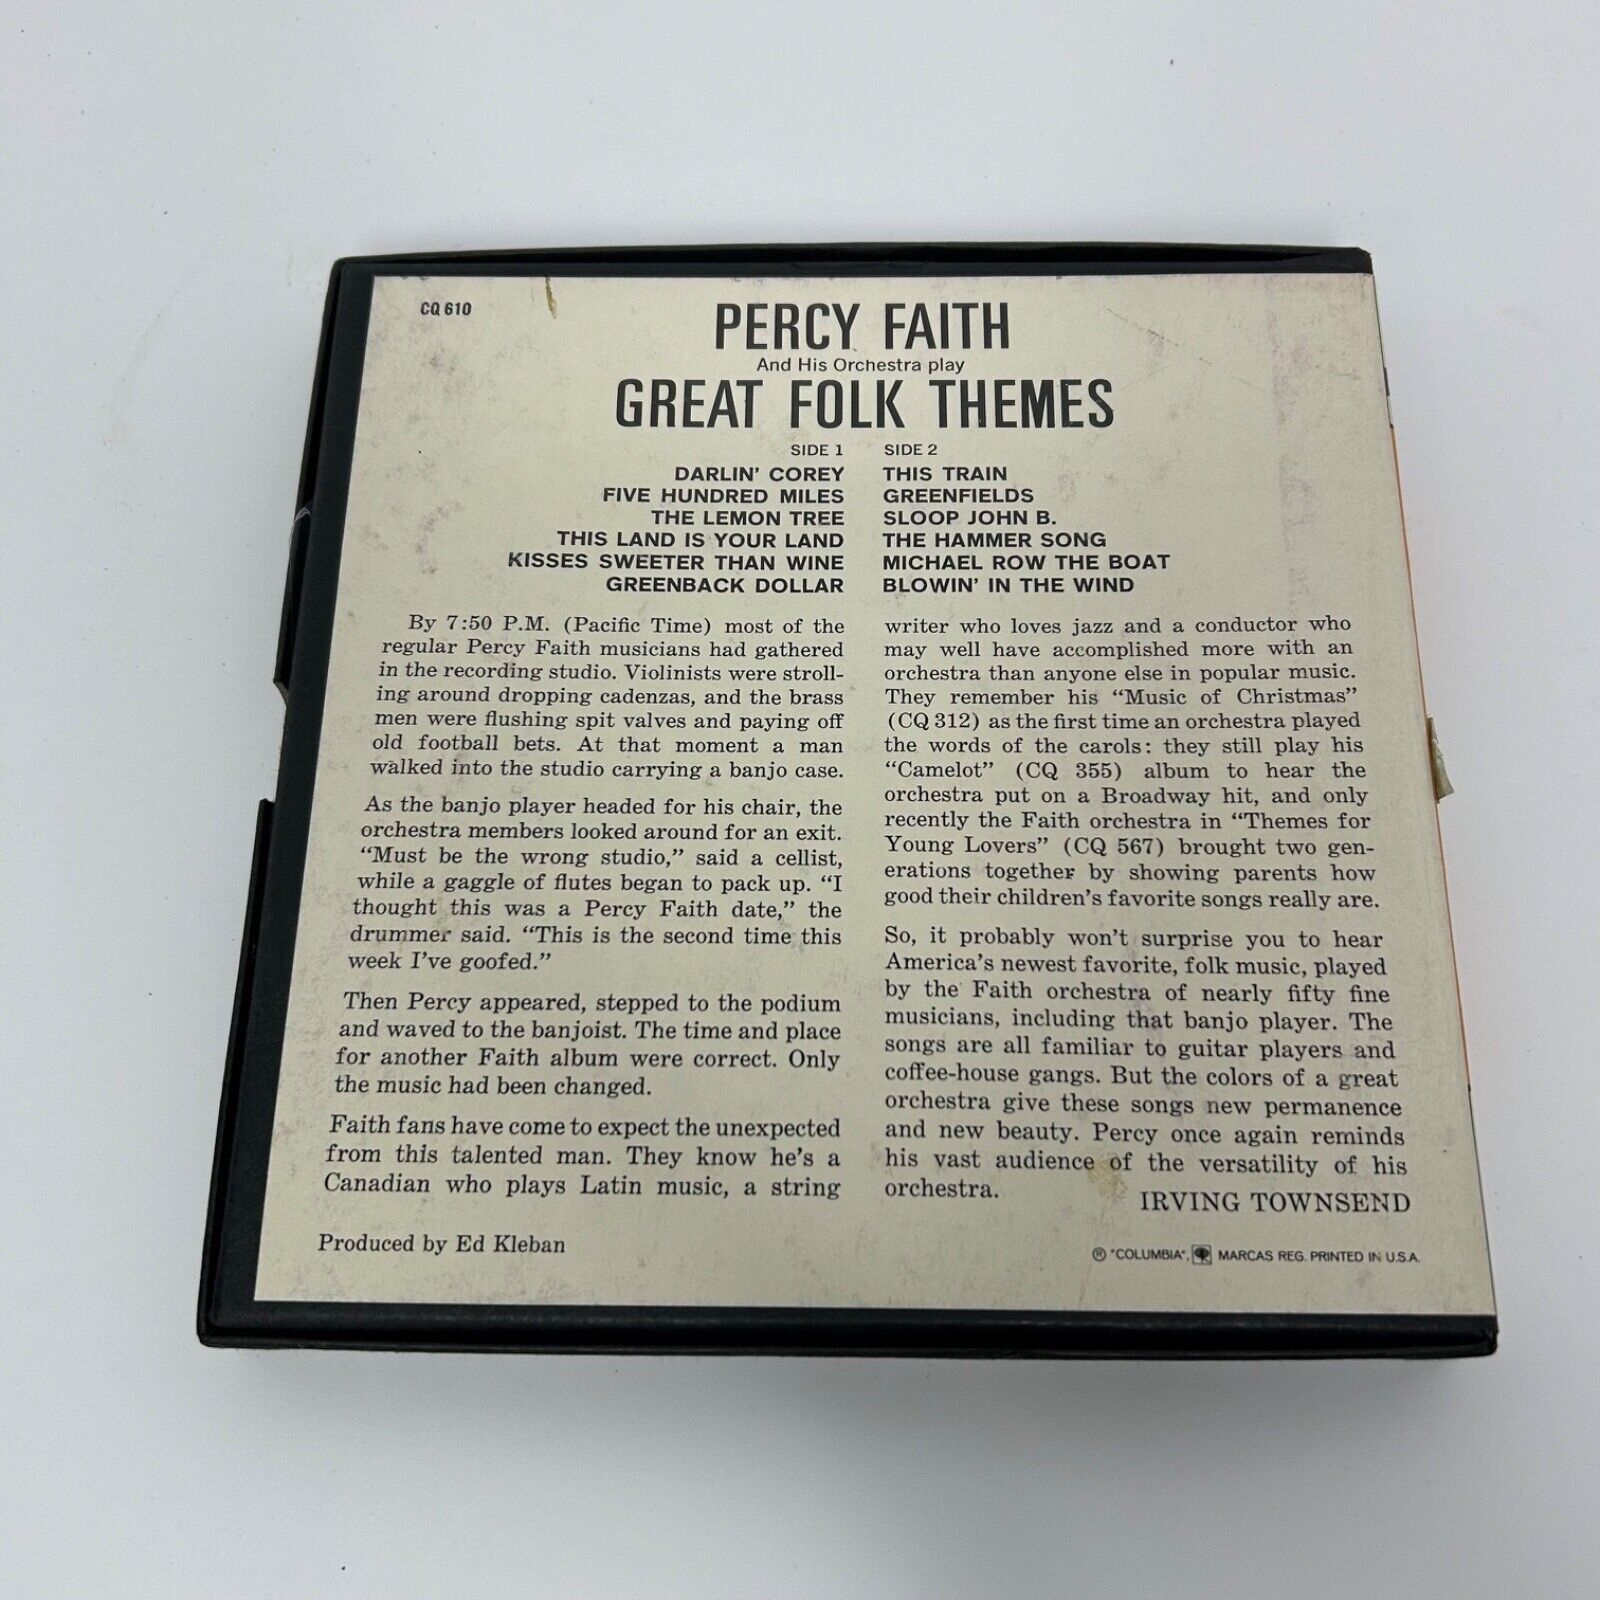 CQ 610
PERCY FAITH
And His Orchestra play
GREAT FOLK THEMES
SIDE 1
DARLIN' COREY
FIVE HUNDRED MILES
THE LEMON TREE
THIS LAND IS YOUR LAND
KISSES SWEETER THAN WINE
GREENBACK DOLLAR
SIDE 2
THIS TRAIN
GREENFIELDS
SLOOP JOHN B.
THE HAMMER SONG
MICHAEL ROW THE BOAT
BLOWIN' IN THE WIND
By 7:50 P.M. (Pacific Time) most of the
regular Percy Faith musicians had gathered
in the recording studio. Violinists were stroll-
ing around dropping cadenzas, and the brass
men were flushing spit valves and paying off
old football bets. At that moment a man
walked into the studio carrying a banjo case.
As the banjo player headed for his chair, the
orchestra members looked around for an exit.
“Must be the wrong studio,” said a cellist,
while a gaggle of flutes began to pack up. “I
thought this was a Percy Faith date,” the
drummer said. “This is the second time this
week I've goofed.”
Then Percy appeared, stepped to the podium
and waved to the banjoist. The time and place
for another Faith album were correct. Only
the music had been changed.
Faith fans have come to expect the unexpected
from this talented man. They know he's a
Canadian who plays Latin music, a string
writer who loves jazz and a conductor who
may well have accomplished more with an
orchestra than anyone else in popular music.
They remember his “Music of Christmas”
(CQ 312) as the first time an orchestra played
the words of the carols: they still play his
“Camelot” (CQ 355) album to hear the
orchestra put on a Broadway hit, and only
recently the Faith orchestra in “Themes for
Young Lovers” (CQ 567) brought two gen-
erations together by showing parents how
good their children's favorite songs really are.
So, it probably won't surprise you to hear
America's newest favorite, folk music, played
by the Faith orchestra of nearly fifty fine
musicians, including that banjo player. The
songs are all familiar to guitar players and
coffee-house gangs. But the colors of a great
orchestra give these songs new permanence
and new beauty. Percy once again reminds
his vast audience of the versatility of his
orchestra.
IRVING TOWNSEND
Produced by Ed Kleban
® "COLUMBIA", MARCAS REG. PRINTED IN U.S.A.